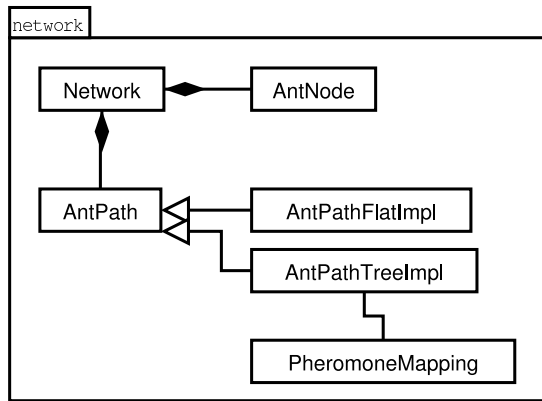 network
Network
AntNode
AntPath
AntPathFlatImpl
AntPathTreeImpl
PheromoneMapping